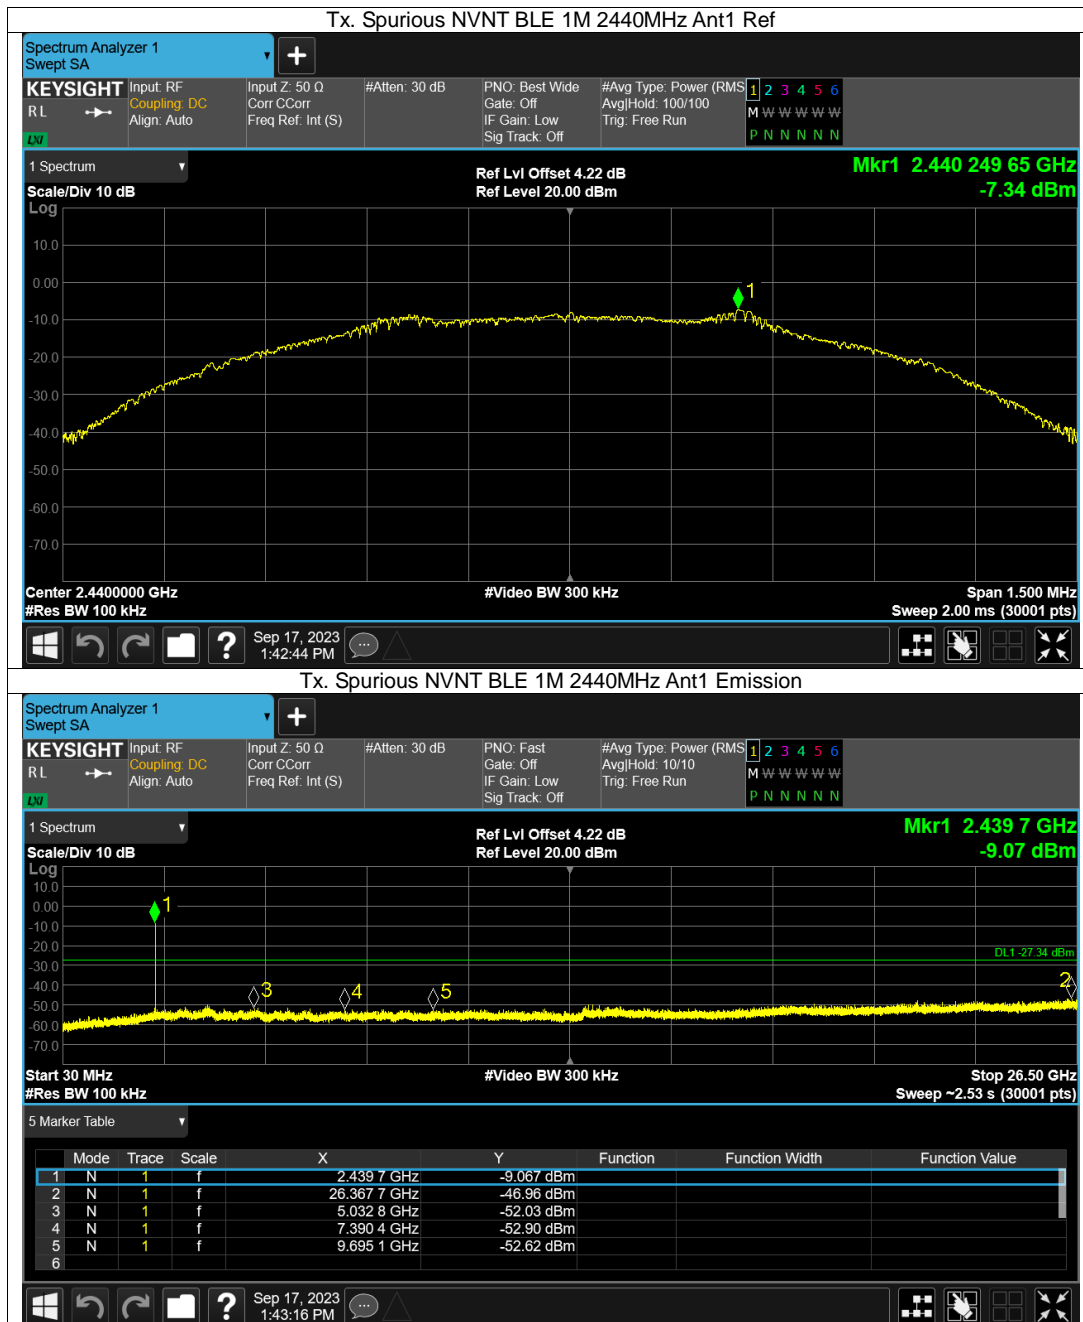 Tx. Spurious NVNT BLE 1M 2440MHz Ant1 Ref
Spectrum Analyzer 1
Swept SA
KEYSIGHT
RL
LXI
Input: RF
Coupling: DC
Align: Auto
Input Z: 50 Ω
Corr CCorr
Freq Ref: Int (S)
#Atten: 30 dB
PNO: Best Wide
Gate: Off
IF Gain: Low
Sig Track: Off
#Avg Type: Power (RMS
Avg|Hold: 100/100
Trig: Free Run
1 2 3 4 5 6
M W W W W W
P N N N N N
1 Spectrum
Scale/Div 10 dB
Ref Lvl Offset 4.22 dB
Ref Level 20.00 dBm
Mkr1 2.440 249 65 GHz
-7.34 dBm
Log
10.0
0.00
-10.0
-20.0
-30.0
-40.0
-50.0
-60.0
-70.0
1
Center 2.4400000 GHz
#Res BW 100 kHz
#Video BW 300 kHz
Span 1.500 MHz
Sweep 2.00 ms (30001 pts)
Sep 17, 2023
1:42:44 PM
Tx. Spurious NVNT BLE 1M 2440MHz Ant1 Emission
Spectrum Analyzer 1
Swept SA
KEYSIGHT
RL
LXI
Input: RF
Coupling: DC
Align: Auto
Input Z: 50 Ω
Corr CCorr
Freq Ref: Int (S)
#Atten: 30 dB
PNO: Fast
Gate: Off
IF Gain: Low
Sig Track: Off
#Avg Type: Power (RMS
Avg|Hold: 10/10
Trig: Free Run
1 2 3 4 5 6
M W W W W W
P N N N N N
1 Spectrum
Scale/Div 10 dB
Ref Lvl Offset 4.22 dB
Ref Level 20.00 dBm
Mkr1 2.439 7 GHz
-9.07 dBm
Log
10.0
0.00
-10.0
-20.0
-30.0
-40.0
-50.0
-60.0
-70.0
1
DL1 -27.34 dBm
3 4 5 2
Start 30 MHz
#Res BW 100 kHz
#Video BW 300 kHz
Stop 26.50 GHz
Sweep ~2.53 s (30001 pts)
5 Marker Table
Mode Trace Scale X Y Function Function Width Function Value
1 N 1 f 2.439 7 GHz -9.067 dBm
2 N 1 f 26.367 7 GHz -46.96 dBm
3 N 1 f 5.032 8 GHz -52.03 dBm
4 N 1 f 7.390 4 GHz -52.90 dBm
5 N 1 f 9.695 1 GHz -52.62 dBm
6
Sep 17, 2023
1:43:16 PM